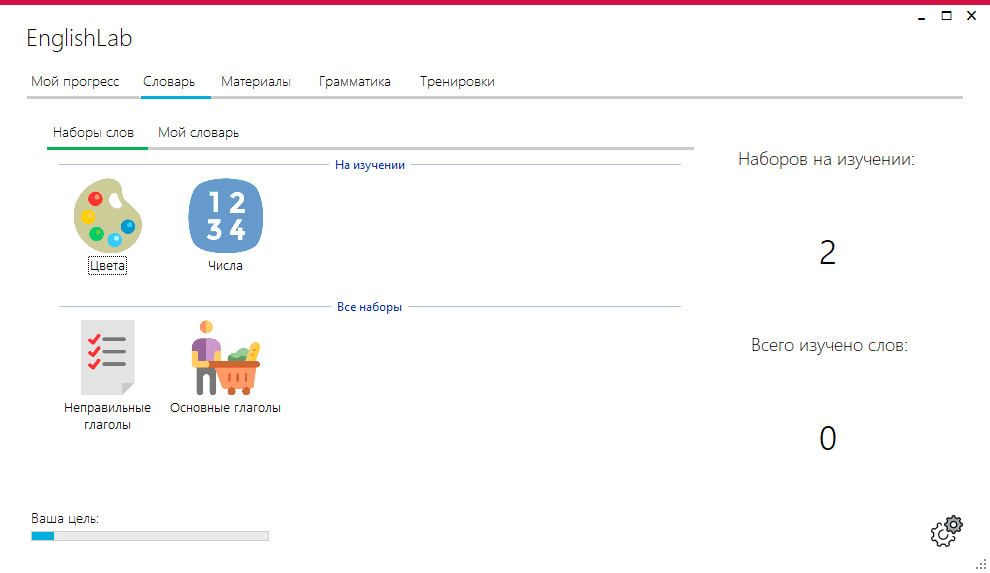 EnglishLab
Мой прогресс Словарь Материалы Грамматика Тренировки
Наборы слов Мой словарь
На изучении
1 2
3 4
Цвета Числа
Все наборы
Неправильные глаголы
Основные глаголы
Наборов на изучении:
2
Всего изучено слов:
0
Ваша цель: